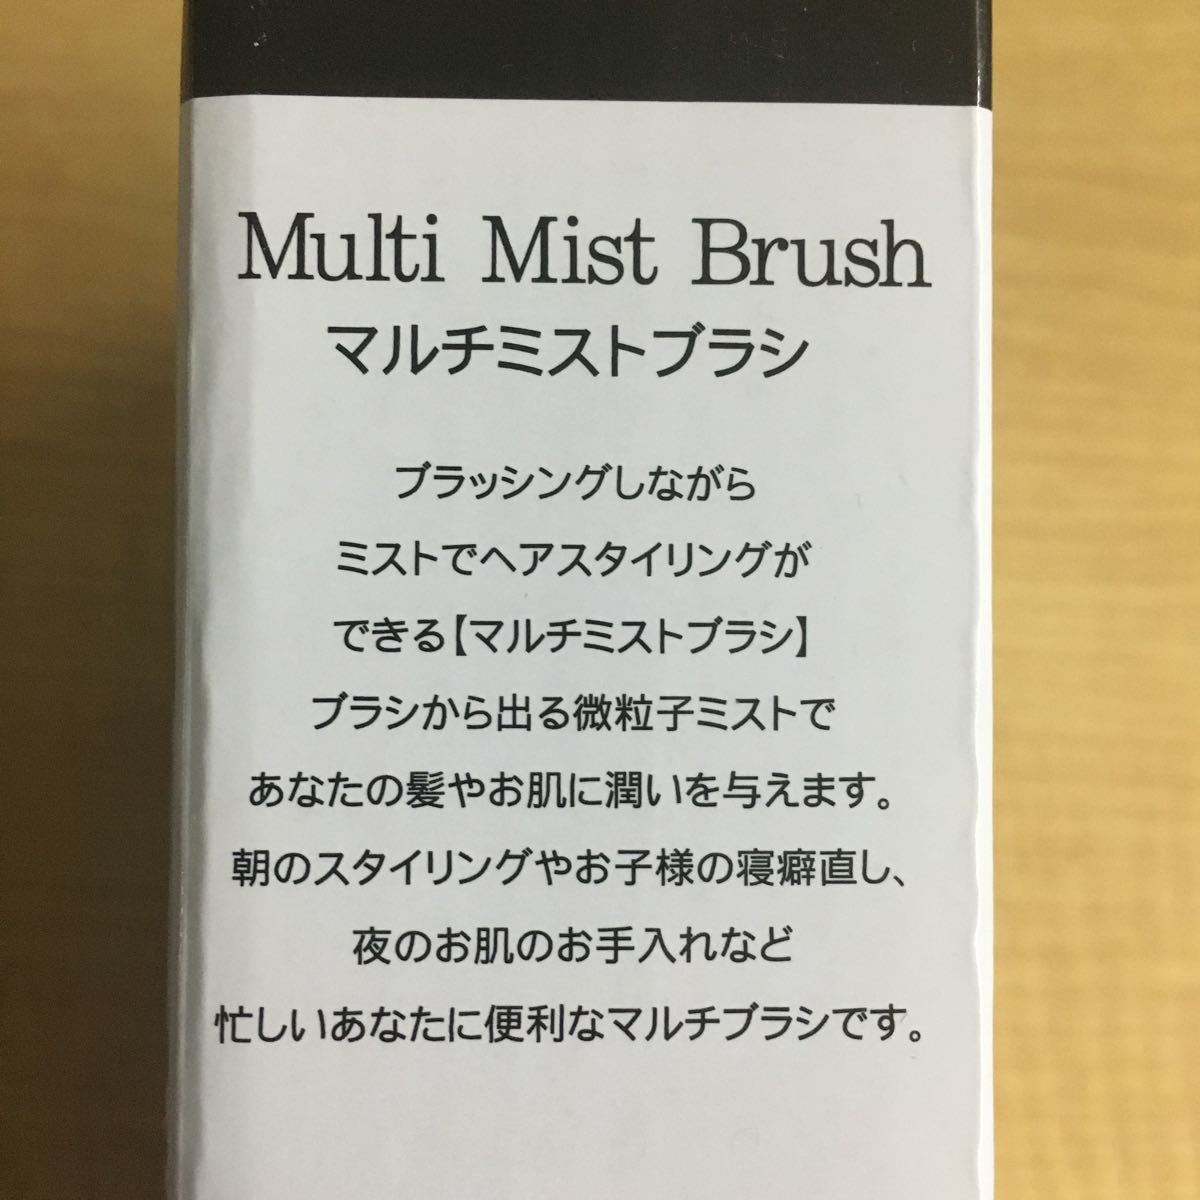 Multi Mist Brush
マルチミストブラシ
ブラッシングしながら
ミストでヘアスタイリングが
できる【マルチミストブラシ】
ブラシから出る微粒子ミストで
あなたの髪やお肌に潤いを与えます。
朝のスタイリングやお子様の寝癖直し、
夜のお肌のお手入れなど
忙しいあなたに便利なマルチブラシです。